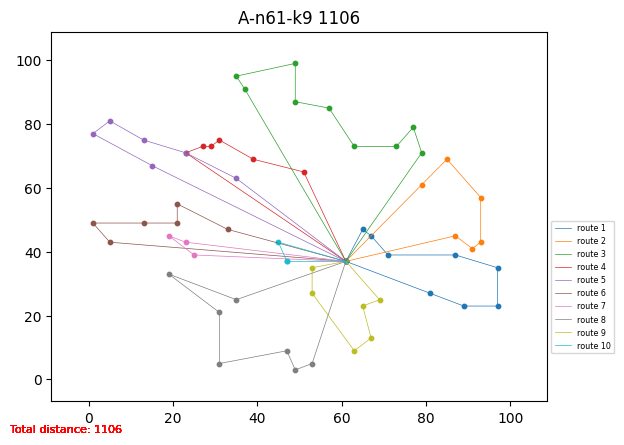 A-n61-k9 1106
100
80
60
40
20
0
0 20 40 60 80 100
route 1
route 2
route 3
route 4
route 5
route 6
route 7
route 8
route 9
route 10
Total distance: 1106